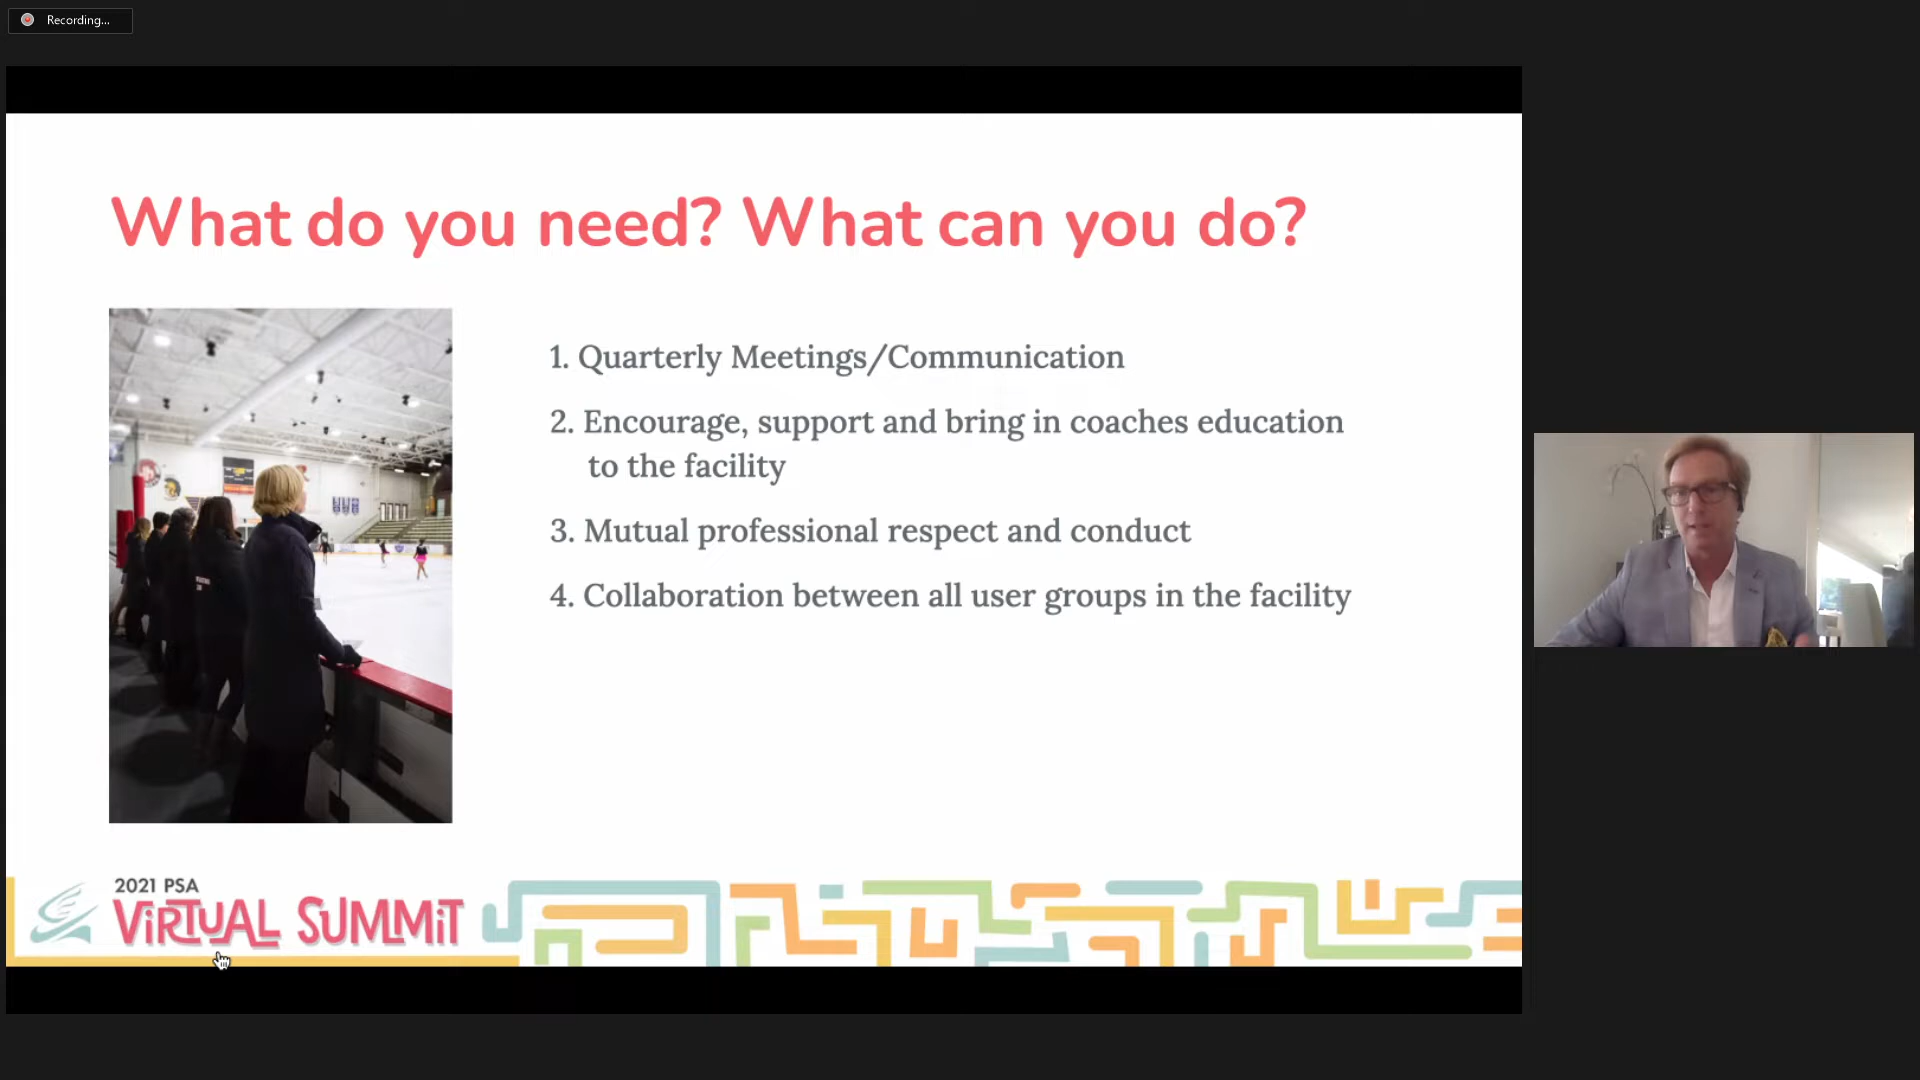 Recording...
What do you need? What can you do?
1. Quarterly Meetings/Communication
2. Encourage, support and bring in coaches education
to the facility
3. Mutual professional respect and conduct
4. Collaboration between all user groups in the facility
2021 PSA
ViRTUAL SUMMiT